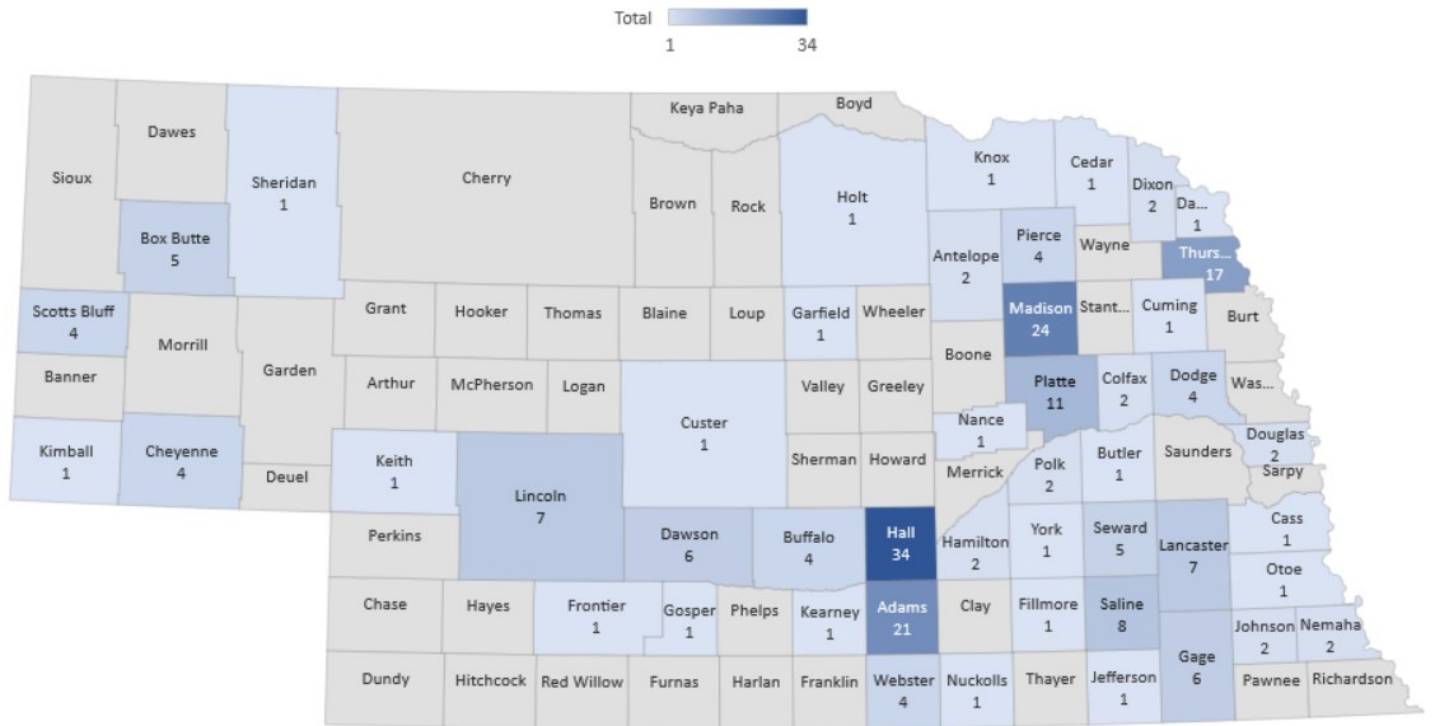 Total
1 34
Keya Paha
Boyd
Dawes
Sioux
Sheridan
1
Cherry
Brown
Rock
Holt
1
Knox
1
Cedar
1
Dixon
2
Da...
1
Box Butte
5
Antelope
2
Pierce
4
Wayne
Thurs...
17
Scotts Bluff
4
Morrill
Garden
Grant
Hooker
Thomas
Blaine
Loup
Garfield
1
Wheeler
Madison
24
Stant...
Cuming
1
Burt
Banner
Arthur
McPherson
Logan
Custer
1
Valley
Greeley
Boone
Platte
11
Colfax
2
Dodge
4
Was...
Nance
1
Kimball
1
Cheyenne
4
Deuel
Keith
1
Lincoln
7
Sherman
Howard
Merrick
Polk
2
Butler
1
Saunders
Douglas
2
Sarpy
Perkins
Dawson
6
Buffalo
4
Hall
34
Hamilton
2
York
1
Seward
5
Lancaster
7
Cass
1
Otoe
1
Chase
Hayes
Frontier
1
Gosper
1
Phelps
Kearney
1
Adams
21
Clay
Fillmore
1
Saline
8
Gage
6
Johnson
2
Nemaha
2
Dundy
Hitchcock
Red Willow
Furnas
Harlan
Franklin
Webster
4
Nuckolls
1
Thayer
Jefferson
1
Pawnee
Richardson